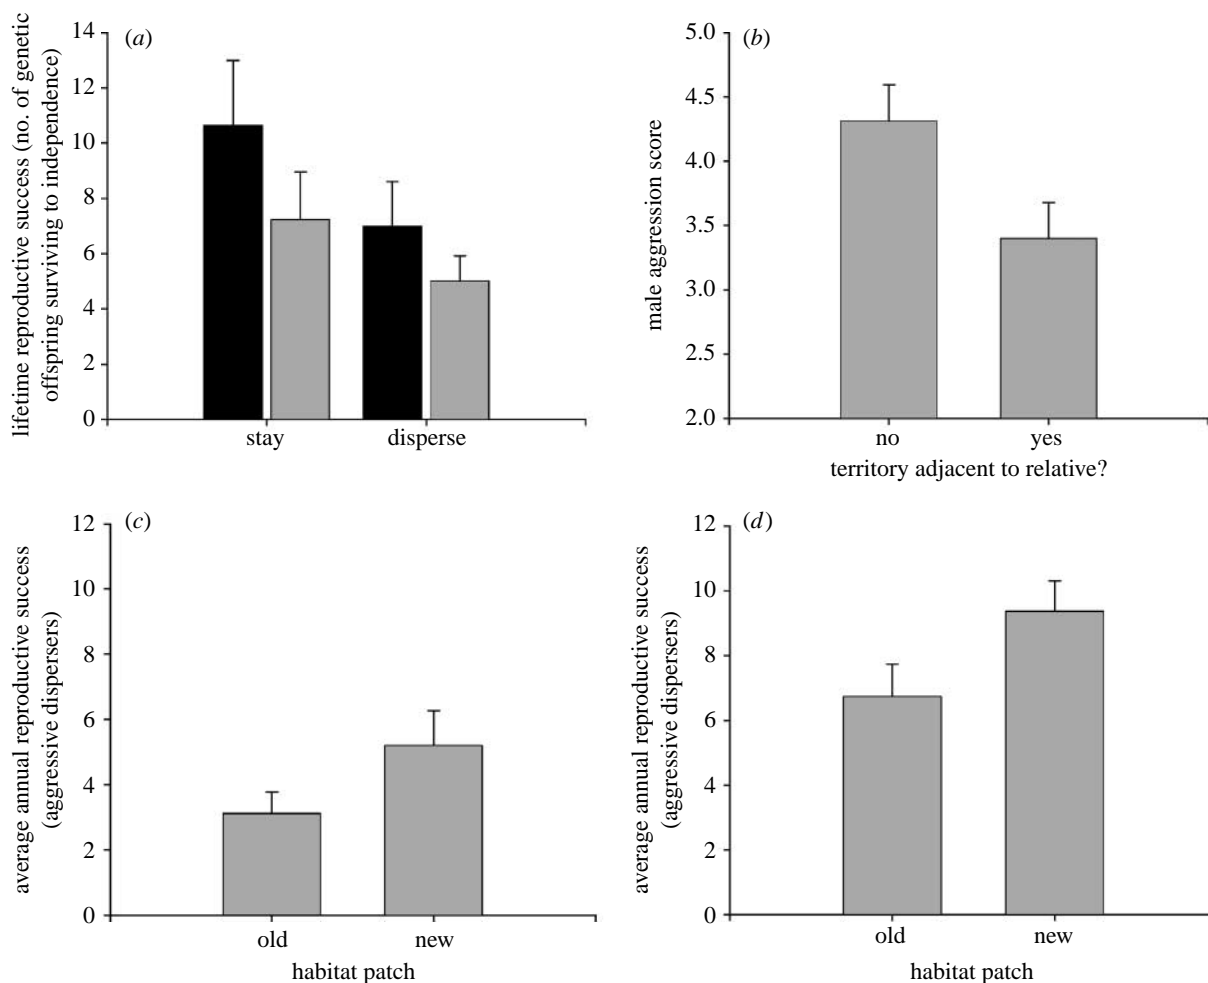 (a)
lifetime reproductive success (no. of genetic
offspring surviving to independence)
14
12
10
8
6
4
2
0
stay disperse
(b)
male aggression score
5.0
4.5
4.0
3.5
3.0
2.5
2.0
no yes
territory adjacent to relative?
(c)
average annual reproductive success
(aggressive dispersers)
12
10
8
6
4
2
0
old new
habitat patch
(d)
average annual reproductive success
(aggressive dispersers)
12
10
8
6
4
2
0
old new
habitat patch